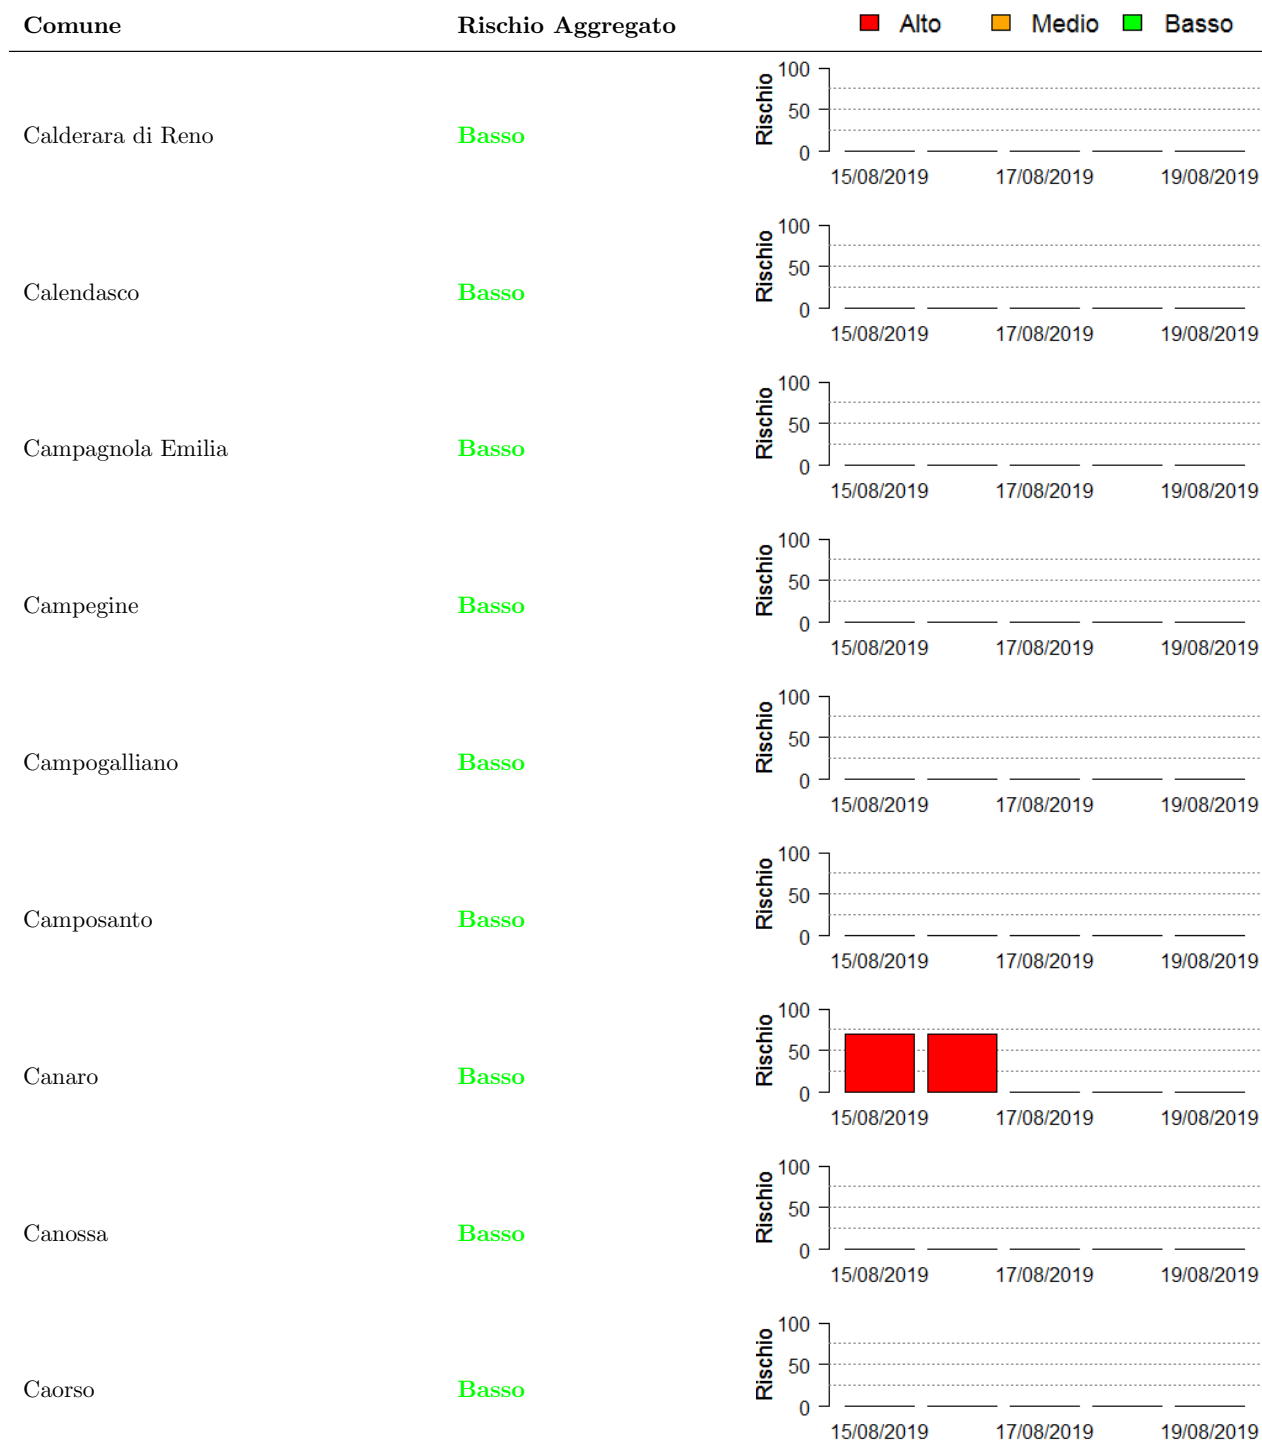 Comune Rischio Aggregato Alto Medio Basso
100
50
0
Rischio
Calderara di Reno Basso
15/08/2019 17/08/2019 19/08/2019
100
50
0
Rischio
Calendasco Basso
15/08/2019 17/08/2019 19/08/2019
100
50
0
Rischio
Campagnola Emilia Basso
15/08/2019 17/08/2019 19/08/2019
100
50
0
Rischio
Campegine Basso
15/08/2019 17/08/2019 19/08/2019
100
50
0
Rischio
Campogalliano Basso
15/08/2019 17/08/2019 19/08/2019
100
50
0
Rischio
Camposanto Basso
15/08/2019 17/08/2019 19/08/2019
100
50
0
Rischio
Canaro Basso
15/08/2019 17/08/2019 19/08/2019
100
50
0
Rischio
Canossa Basso
15/08/2019 17/08/2019 19/08/2019
100
50
0
Rischio
Caorso Basso
15/08/2019 17/08/2019 19/08/2019